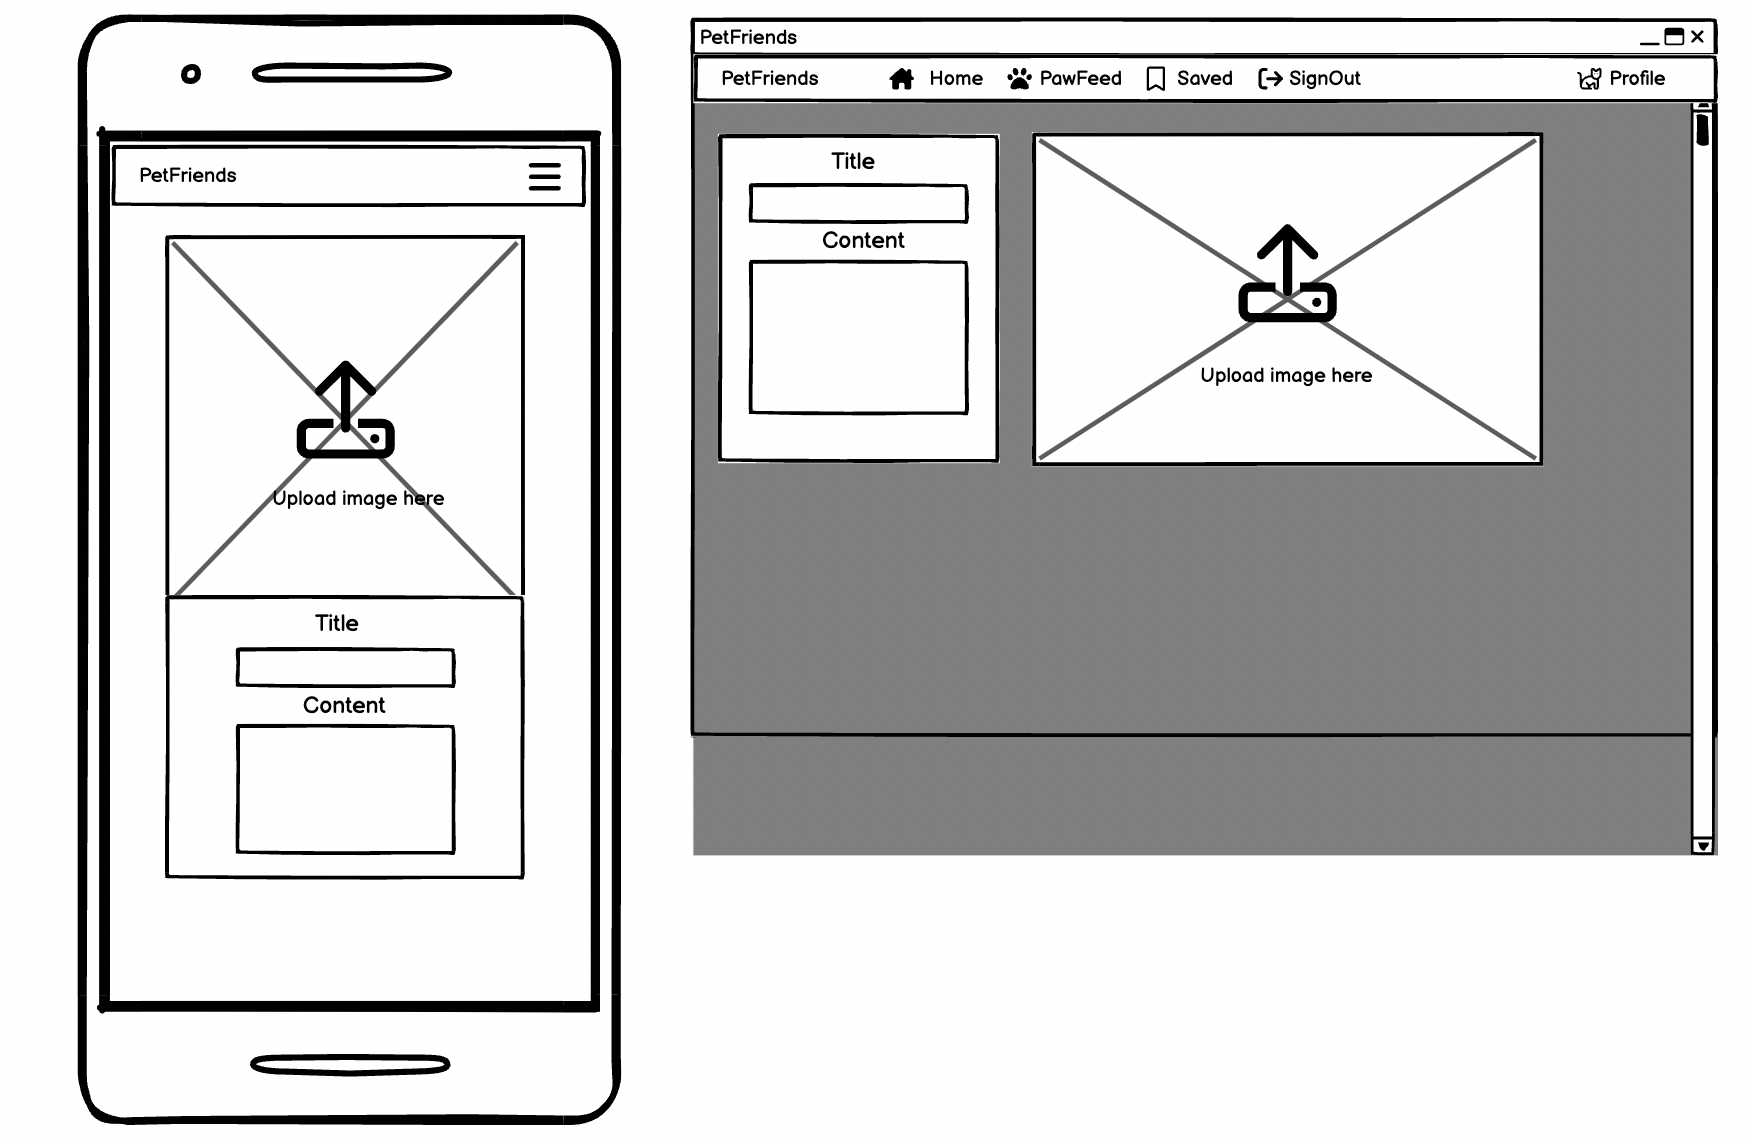 PetFriends
Upload image here
Title
Content
PetFriends
PetFriends Home PawFeed Saved SignOut Profile
Title
Content
Upload image here